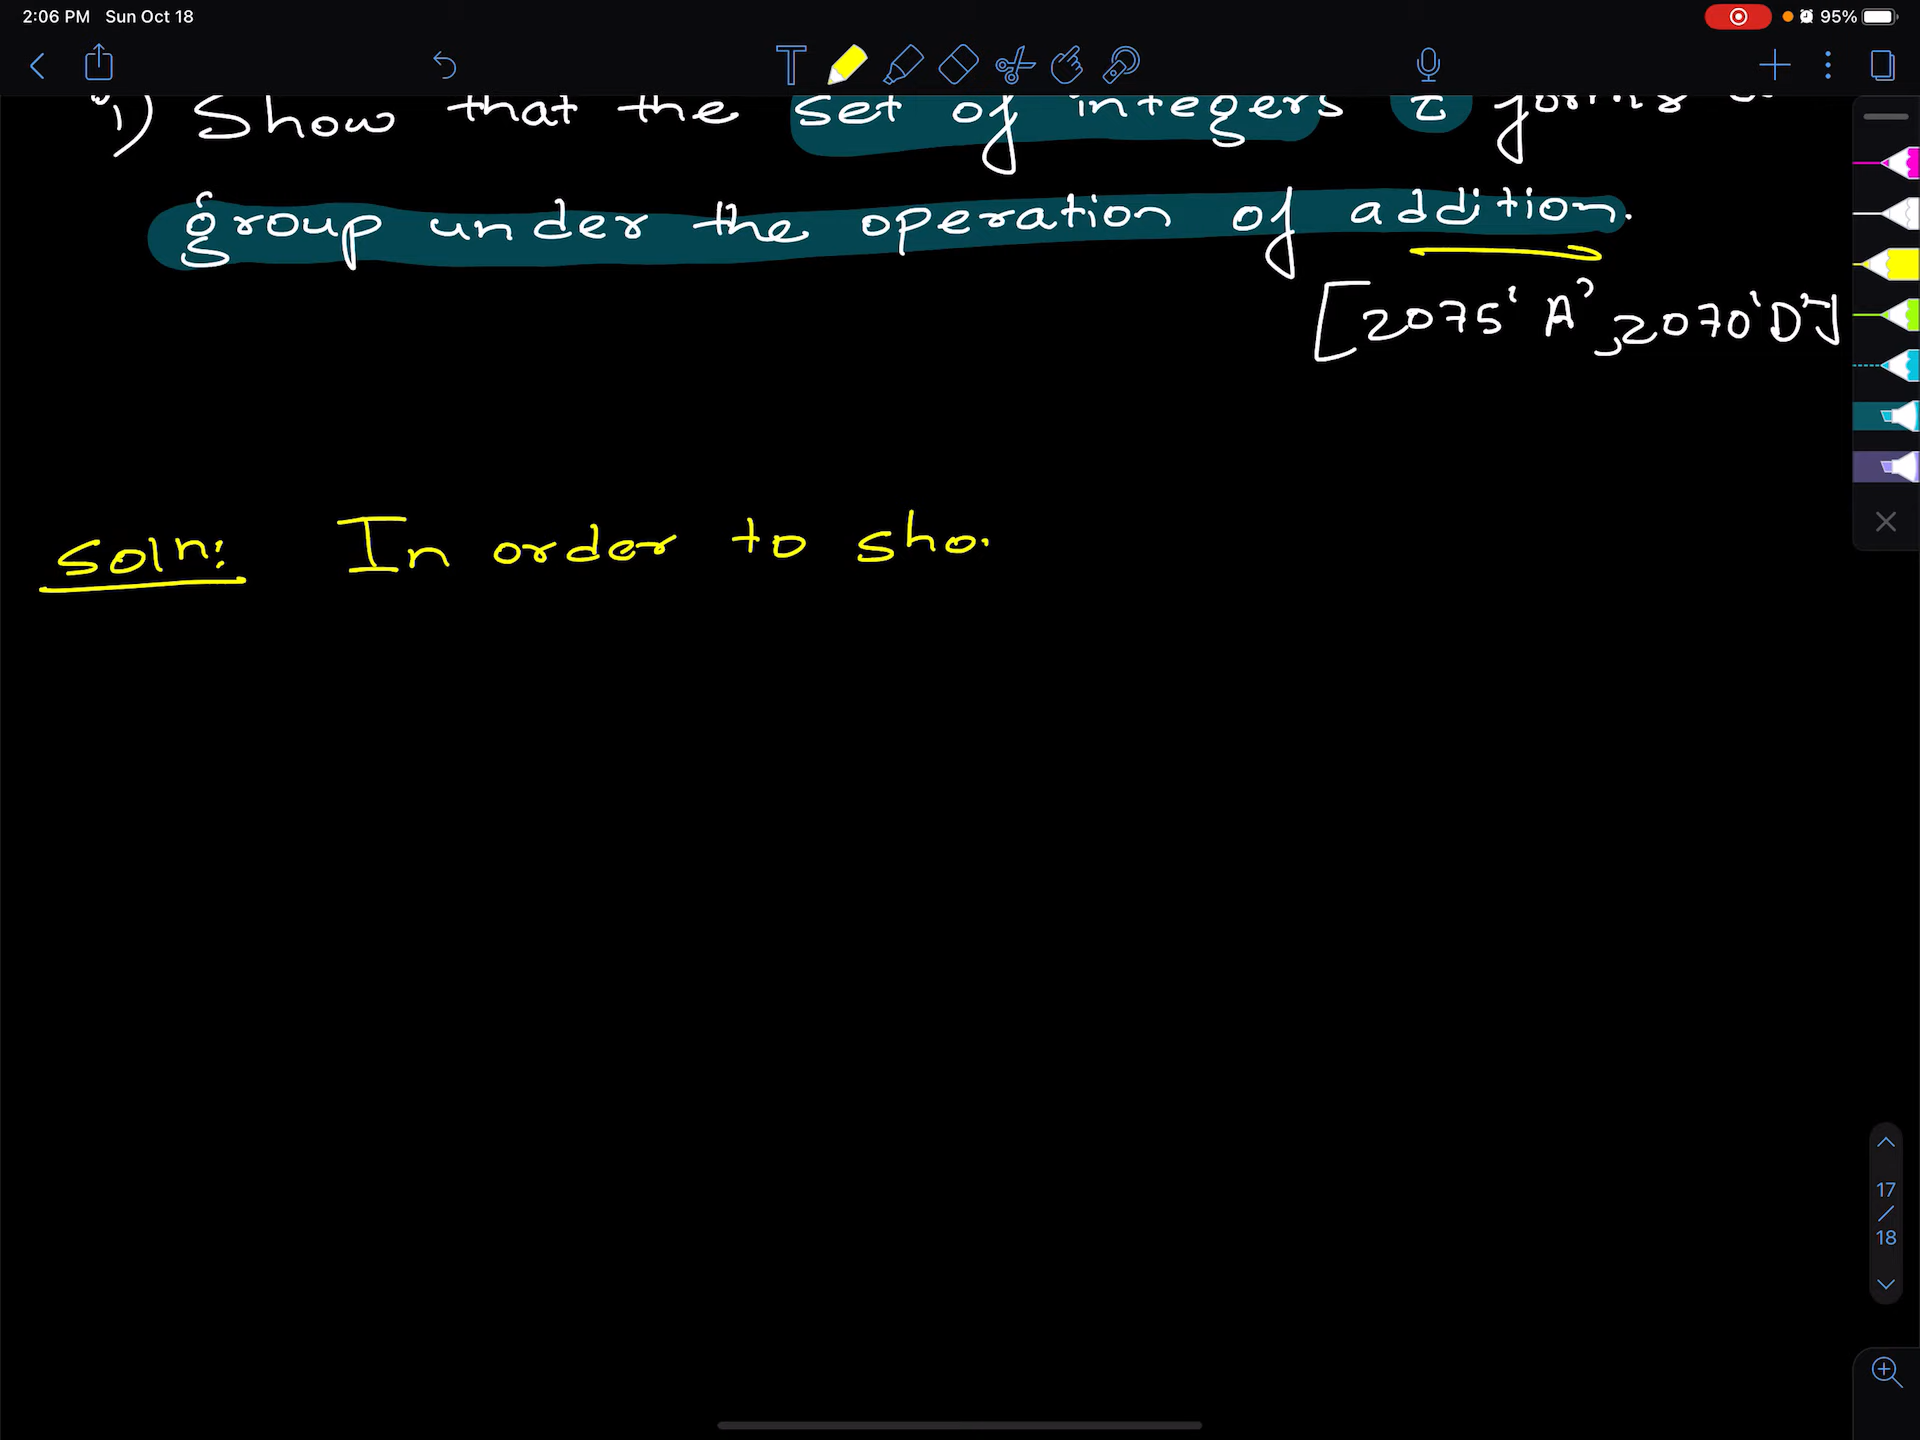 2:06 PM Sun Oct 18
95%
i) Show that the set of integers Z forms a
group under the operation of addition.
[2075 'A', 2070 'D']
Soln: In order to sho
17
/
18